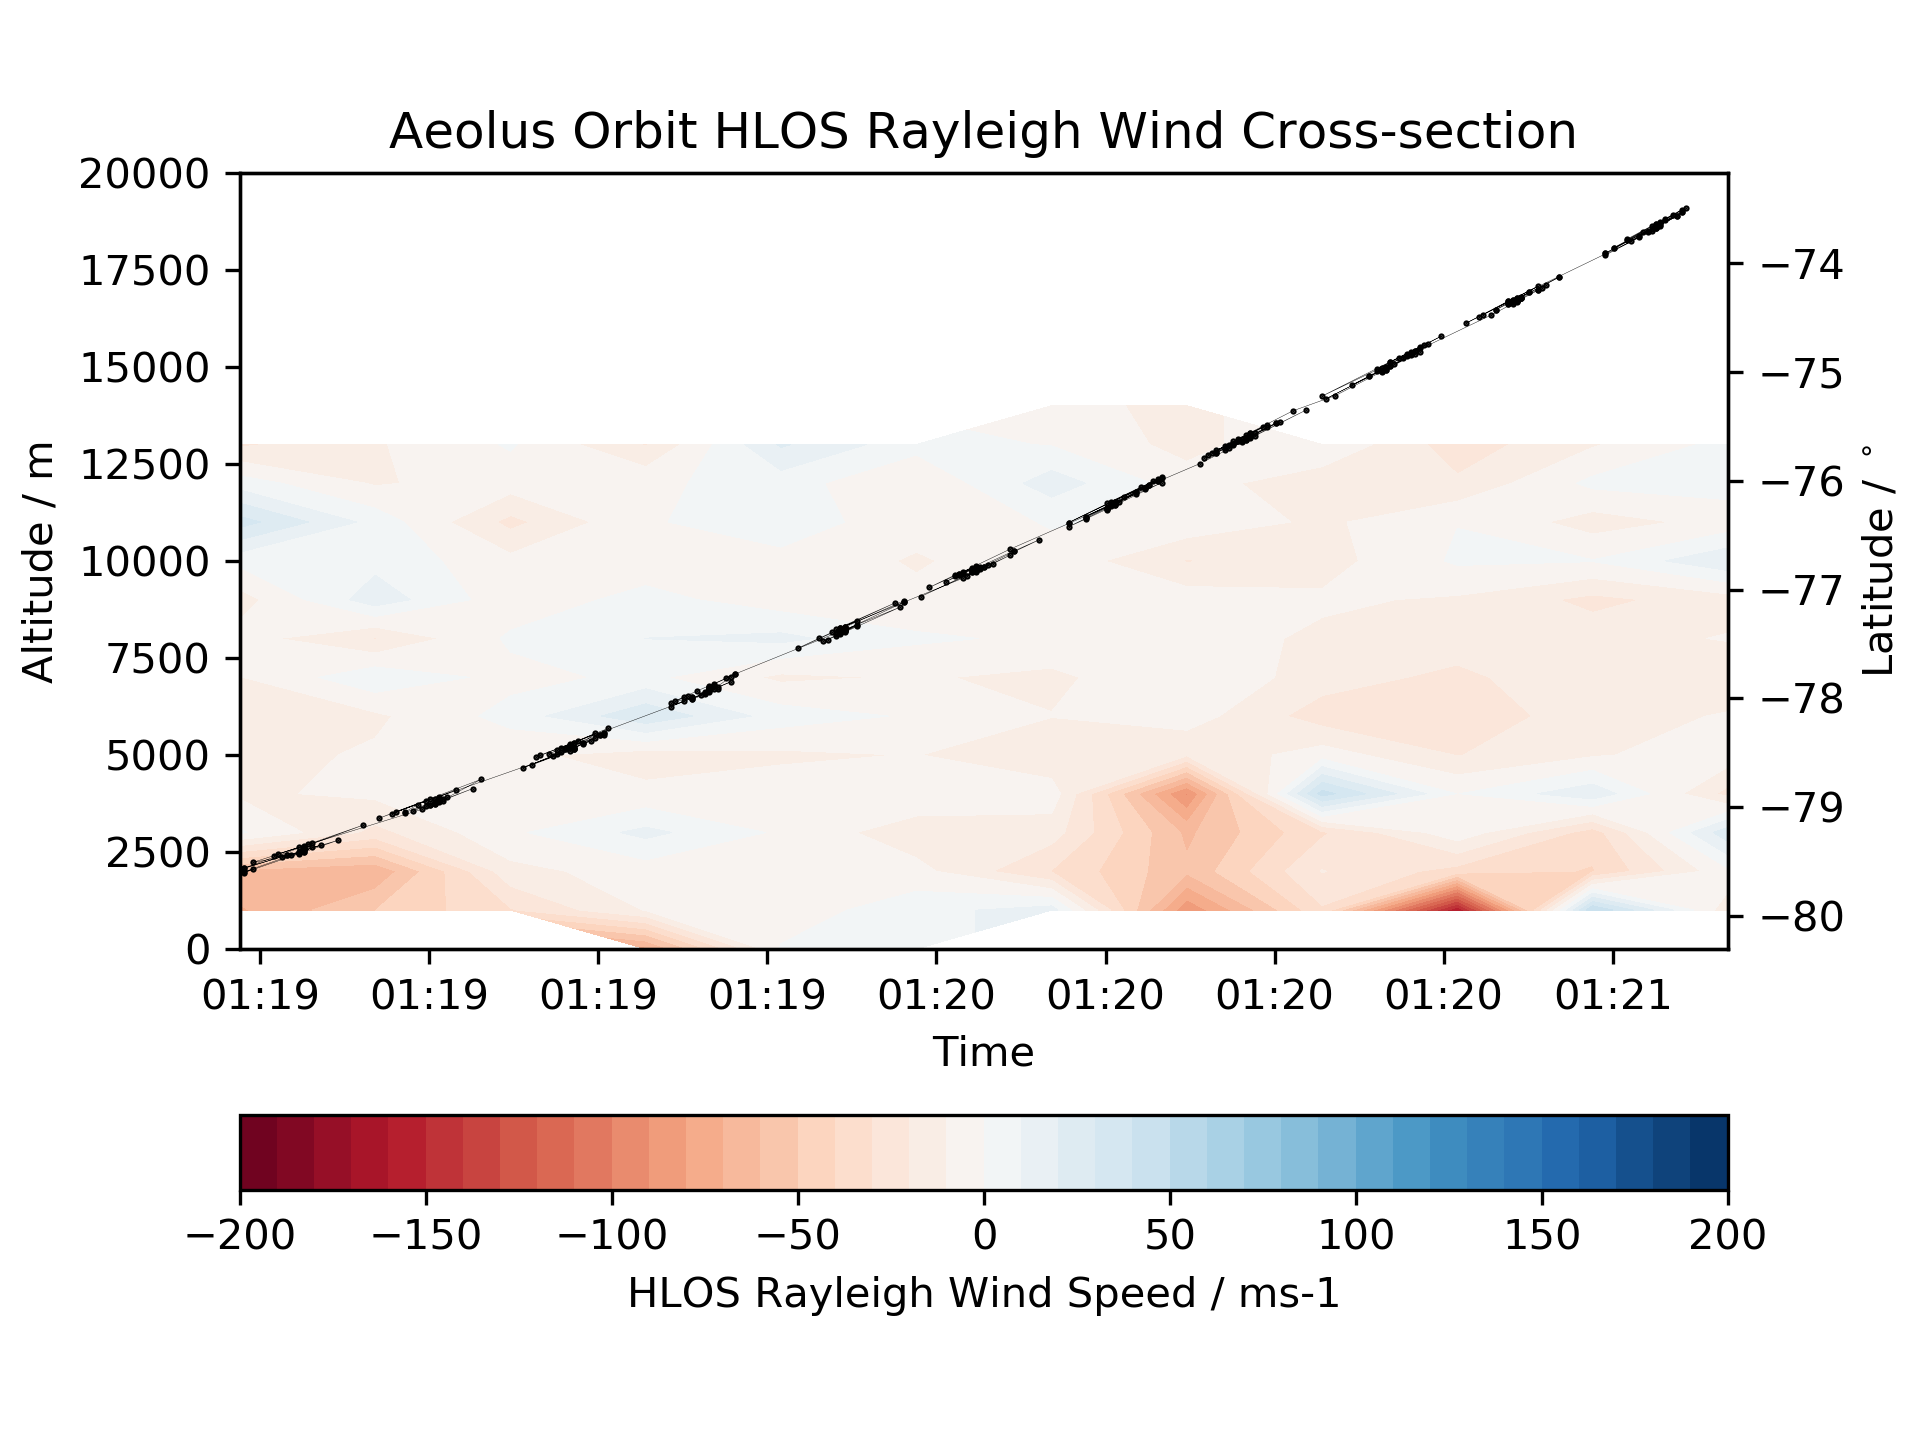 Aeolus Orbit HLOS Rayleigh Wind Cross-section
20000
17500
15000
12500
10000
7500
5000
2500
0
Altitude / m
−74
−75
−76
−77
−78
−79
−80
Latitude / °
01:19 01:19 01:19 01:19 01:20 01:20 01:20 01:20 01:21
Time
−200 −150 −100 −50 0 50 100 150 200
HLOS Rayleigh Wind Speed / ms-1